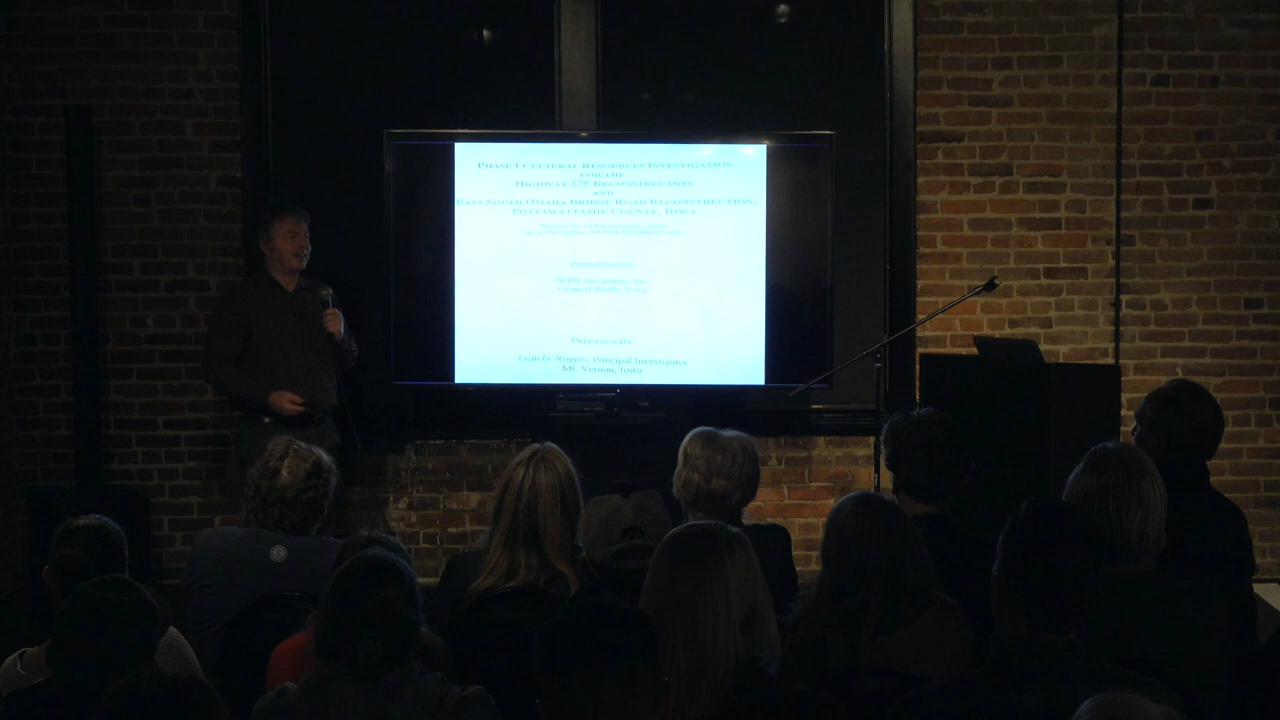 PHASE I CULTURAL RESOURCES INVESTIGATION
FOR THE
HIGHWAY 275 RECONSTRUCTION
AND
EAST SOUTH OMAHA BRIDGE ROAD RECONSTRUCTION,
POTTAWATTAMIE COUNTY, IOWA
PREPARED FOR:
Council Bluffs, Iowa
PREPARED BY:
Leah D. Rogers, Principal Investigator
Mt. Vernon, Iowa